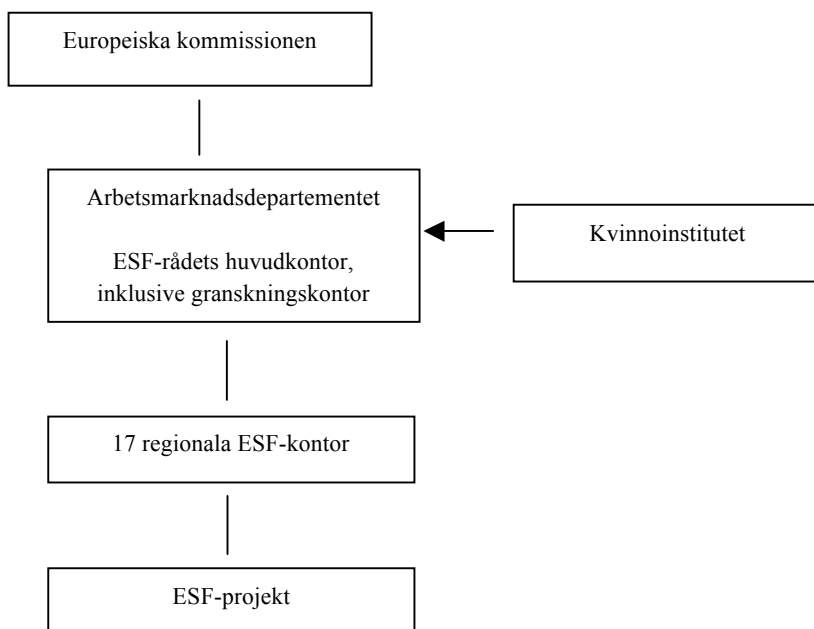 Europeiska kommissionen
Arbetsmarknadsdepartementet
ESF-rådets huvudkontor,
inklusive granskningskontor
Kvinnoinstitutet
17 regionala ESF-kontor
ESF-projekt